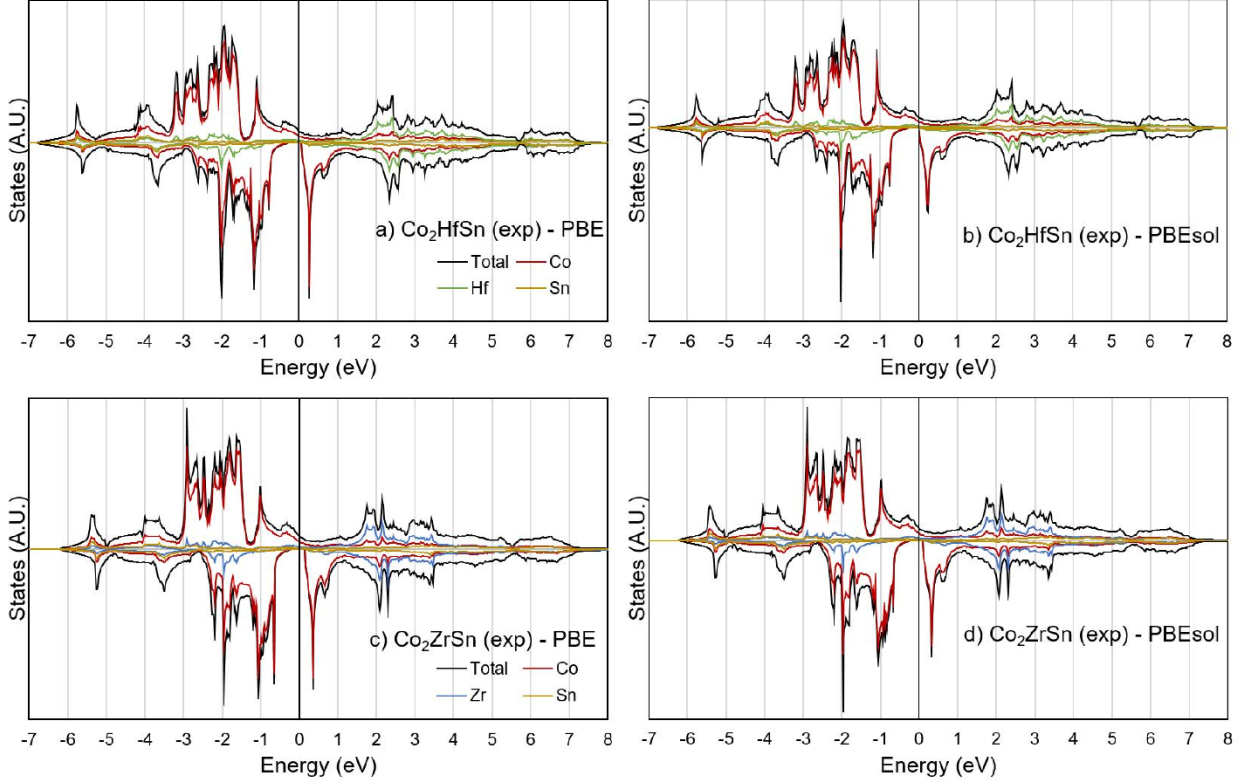 States (A.U.)
a) Co₂HfSn (exp) - PBE
Total Co
Hf Sn
-7 -6 -5 -4 -3 -2 -1 0 1 2 3 4 5 6 7 8
Energy (eV)
States (A.U.)
b) Co₂HfSn (exp) - PBEsol
-7 -6 -5 -4 -3 -2 -1 0 1 2 3 4 5 6 7 8
Energy (eV)
States (A.U.)
c) Co₂ZrSn (exp) - PBE
Total Co
Zr Sn
-7 -6 -5 -4 -3 -2 -1 0 1 2 3 4 5 6 7 8
Energy (eV)
States (A.U.)
d) Co₂ZrSn (exp) - PBEsol
-7 -6 -5 -4 -3 -2 -1 0 1 2 3 4 5 6 7 8
Energy (eV)